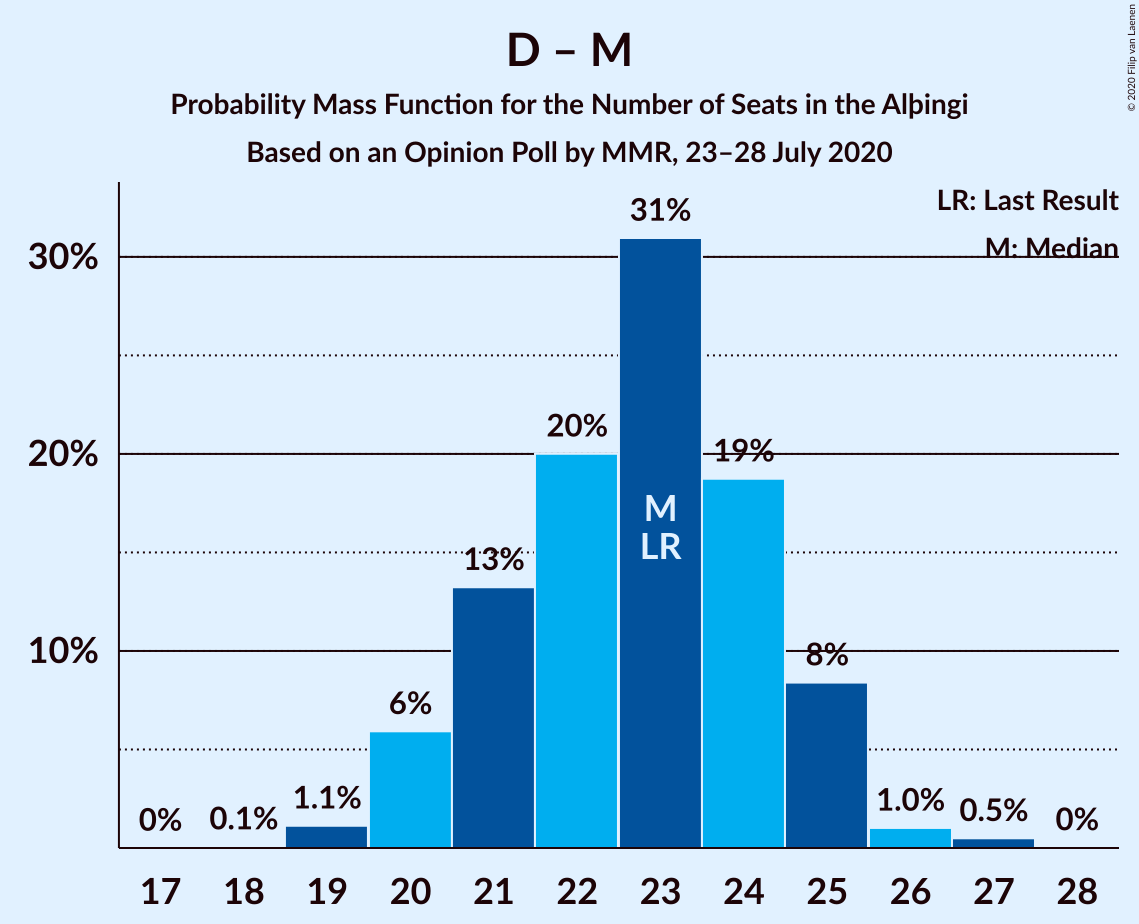 D – M
Probability Mass Function for the Number of Seats in the Alþingi
Based on an Opinion Poll by MMR, 23–28 July 2020
© 2020 Filip van Laenen
LR: Last Result
M: Median
30%
20%
10%
0%
0.1%
1.1%
6%
13%
20%
31%
19%
8%
1.0%
0.5%
0%
M
LR
17 18 19 20 21 22 23 24 25 26 27 28